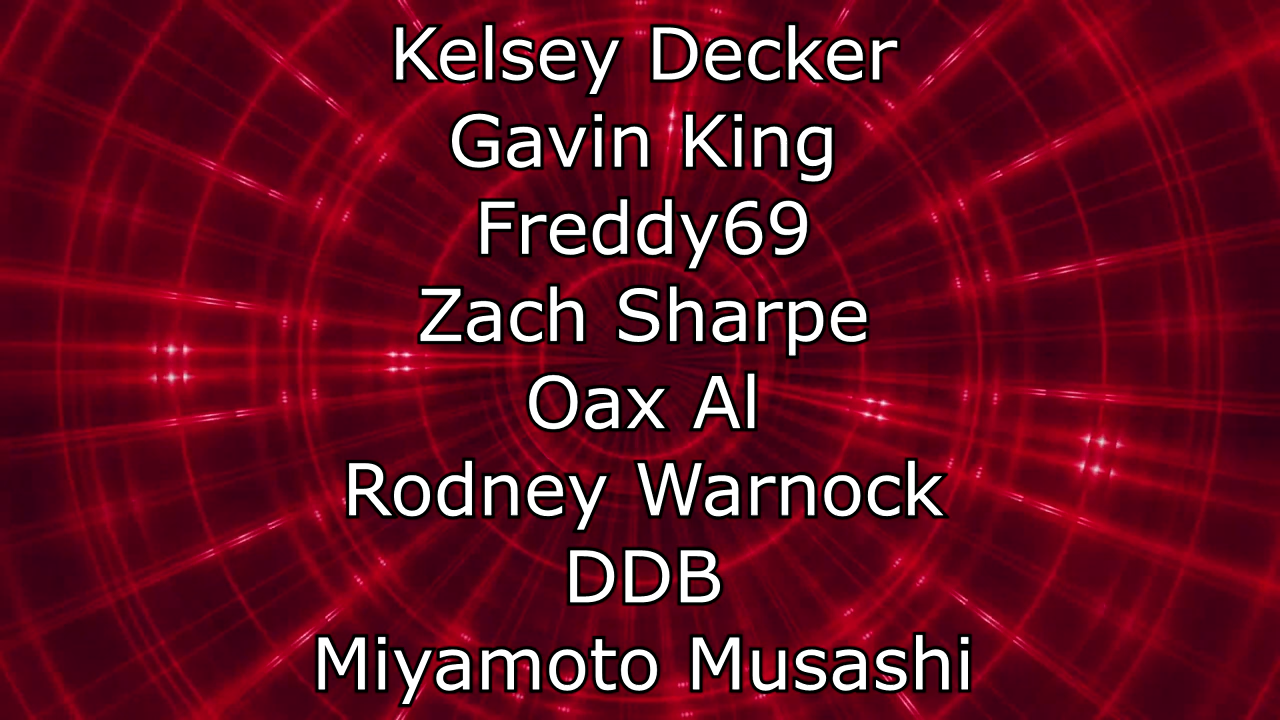 Kelsey Decker
Gavin King
Freddy69
Zach Sharpe
Oax Al
Rodney Warnock
DDB
Miyamoto Musashi